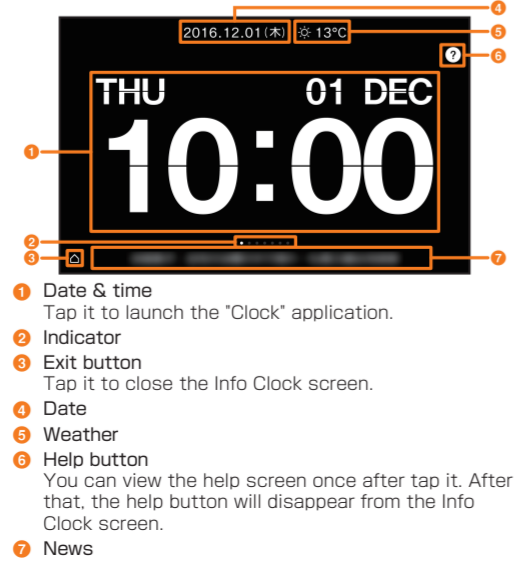 ④
2016.12.01(木) 13°C ⑤
? ⑥
THU 01 DEC
① 10:00
②
③ ⑦
① Date & time
Tap it to launch the "Clock" application.
② Indicator
③ Exit button
Tap it to close the Info Clock screen.
④ Date
⑤ Weather
⑥ Help button
You can view the help screen once after tap it. After
that, the help button will disappear from the Info
Clock screen.
⑦ News